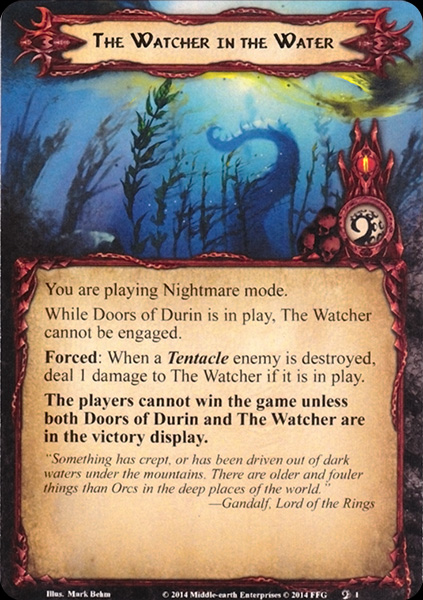 The Watcher in the Water
You are playing Nightmare mode.
While Doors of Durin is in play, The Watcher
cannot be engaged.
Forced: When a Tentacle enemy is destroyed,
deal 1 damage to The Watcher if it is in play.
The players cannot win the game unless
both Doors of Durin and The Watcher are
in the victory display.
“Something has crept, or has been driven out of dark
waters under the mountains. There are older and fouler
things than Orcs in the deep places of the world.”
—Gandalf, Lord of the Rings
Illus. Mark Behm © 2014 Middle-earth Enterprises © 2014 FFG 1